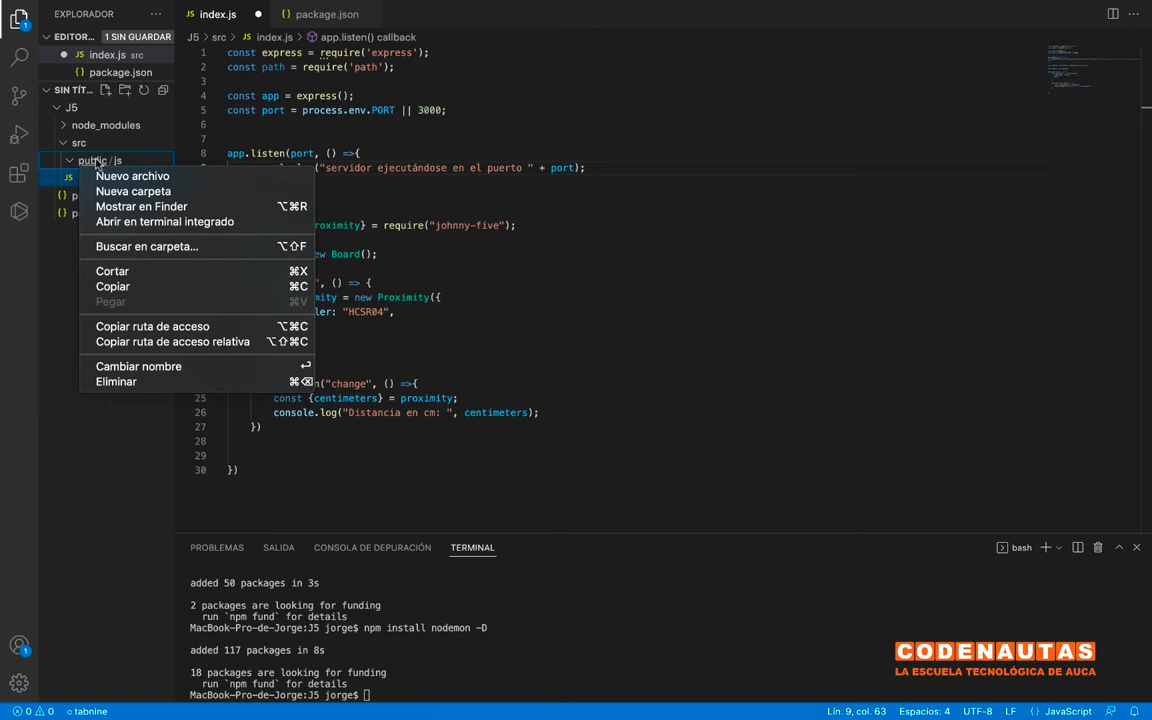 EXPLORADOR
index.js
package.json
EDITOR... 1 SIN GUARDAR
index.js src
package.json
SIN TÍT...
J5
node_modules
src
public / js
JS
{} p
{} p
J5 > src > index.js > app.listen() callback
1 const express = require('express');
2 const path = require('path');
3
4 const app = express();
5 const port = process.env.PORT || 3000;
6
7
8 app.listen(port, () =>{
("servidor ejecutándose en el puerto " + port);
roximity} = require("johnny-five");
new Board();
", () => {
mity = new Proximity({
ler: "HCSR04",
("change", () =>{
25 const {centimeters} = proximity;
26 console.log("Distancia en cm: ", centimeters);
27 })
28
29
30 })
Nuevo archivo
Nueva carpeta
Mostrar en Finder ⌥⌘R
Abrir en terminal integrado
Buscar en carpeta... ⌥⇧F
Cortar ⌘X
Copiar ⌘C
Pegar ⌘V
Copiar ruta de acceso ⌥⌘C
Copiar ruta de acceso relativa ⌥⇧⌘C
Cambiar nombre ↩
Eliminar ⌘⌫
PROBLEMAS SALIDA CONSOLA DE DEPURACIÓN TERMINAL
bash
added 50 packages in 3s
2 packages are looking for funding
run `npm fund` for details
MacBook-Pro-de-Jorge:J5 jorge$ npm install nodemon -D
added 117 packages in 8s
18 packages are looking for funding
run `npm fund` for details
MacBook-Pro-de-Jorge:J5 jorge$
CODENAUTAS
LA ESCUELA TECNOLÓGICA DE AUCA
1
1
0 0 tabnine
Lín. 9, col. 63 Espacios: 4 UTF-8 LF JavaScript